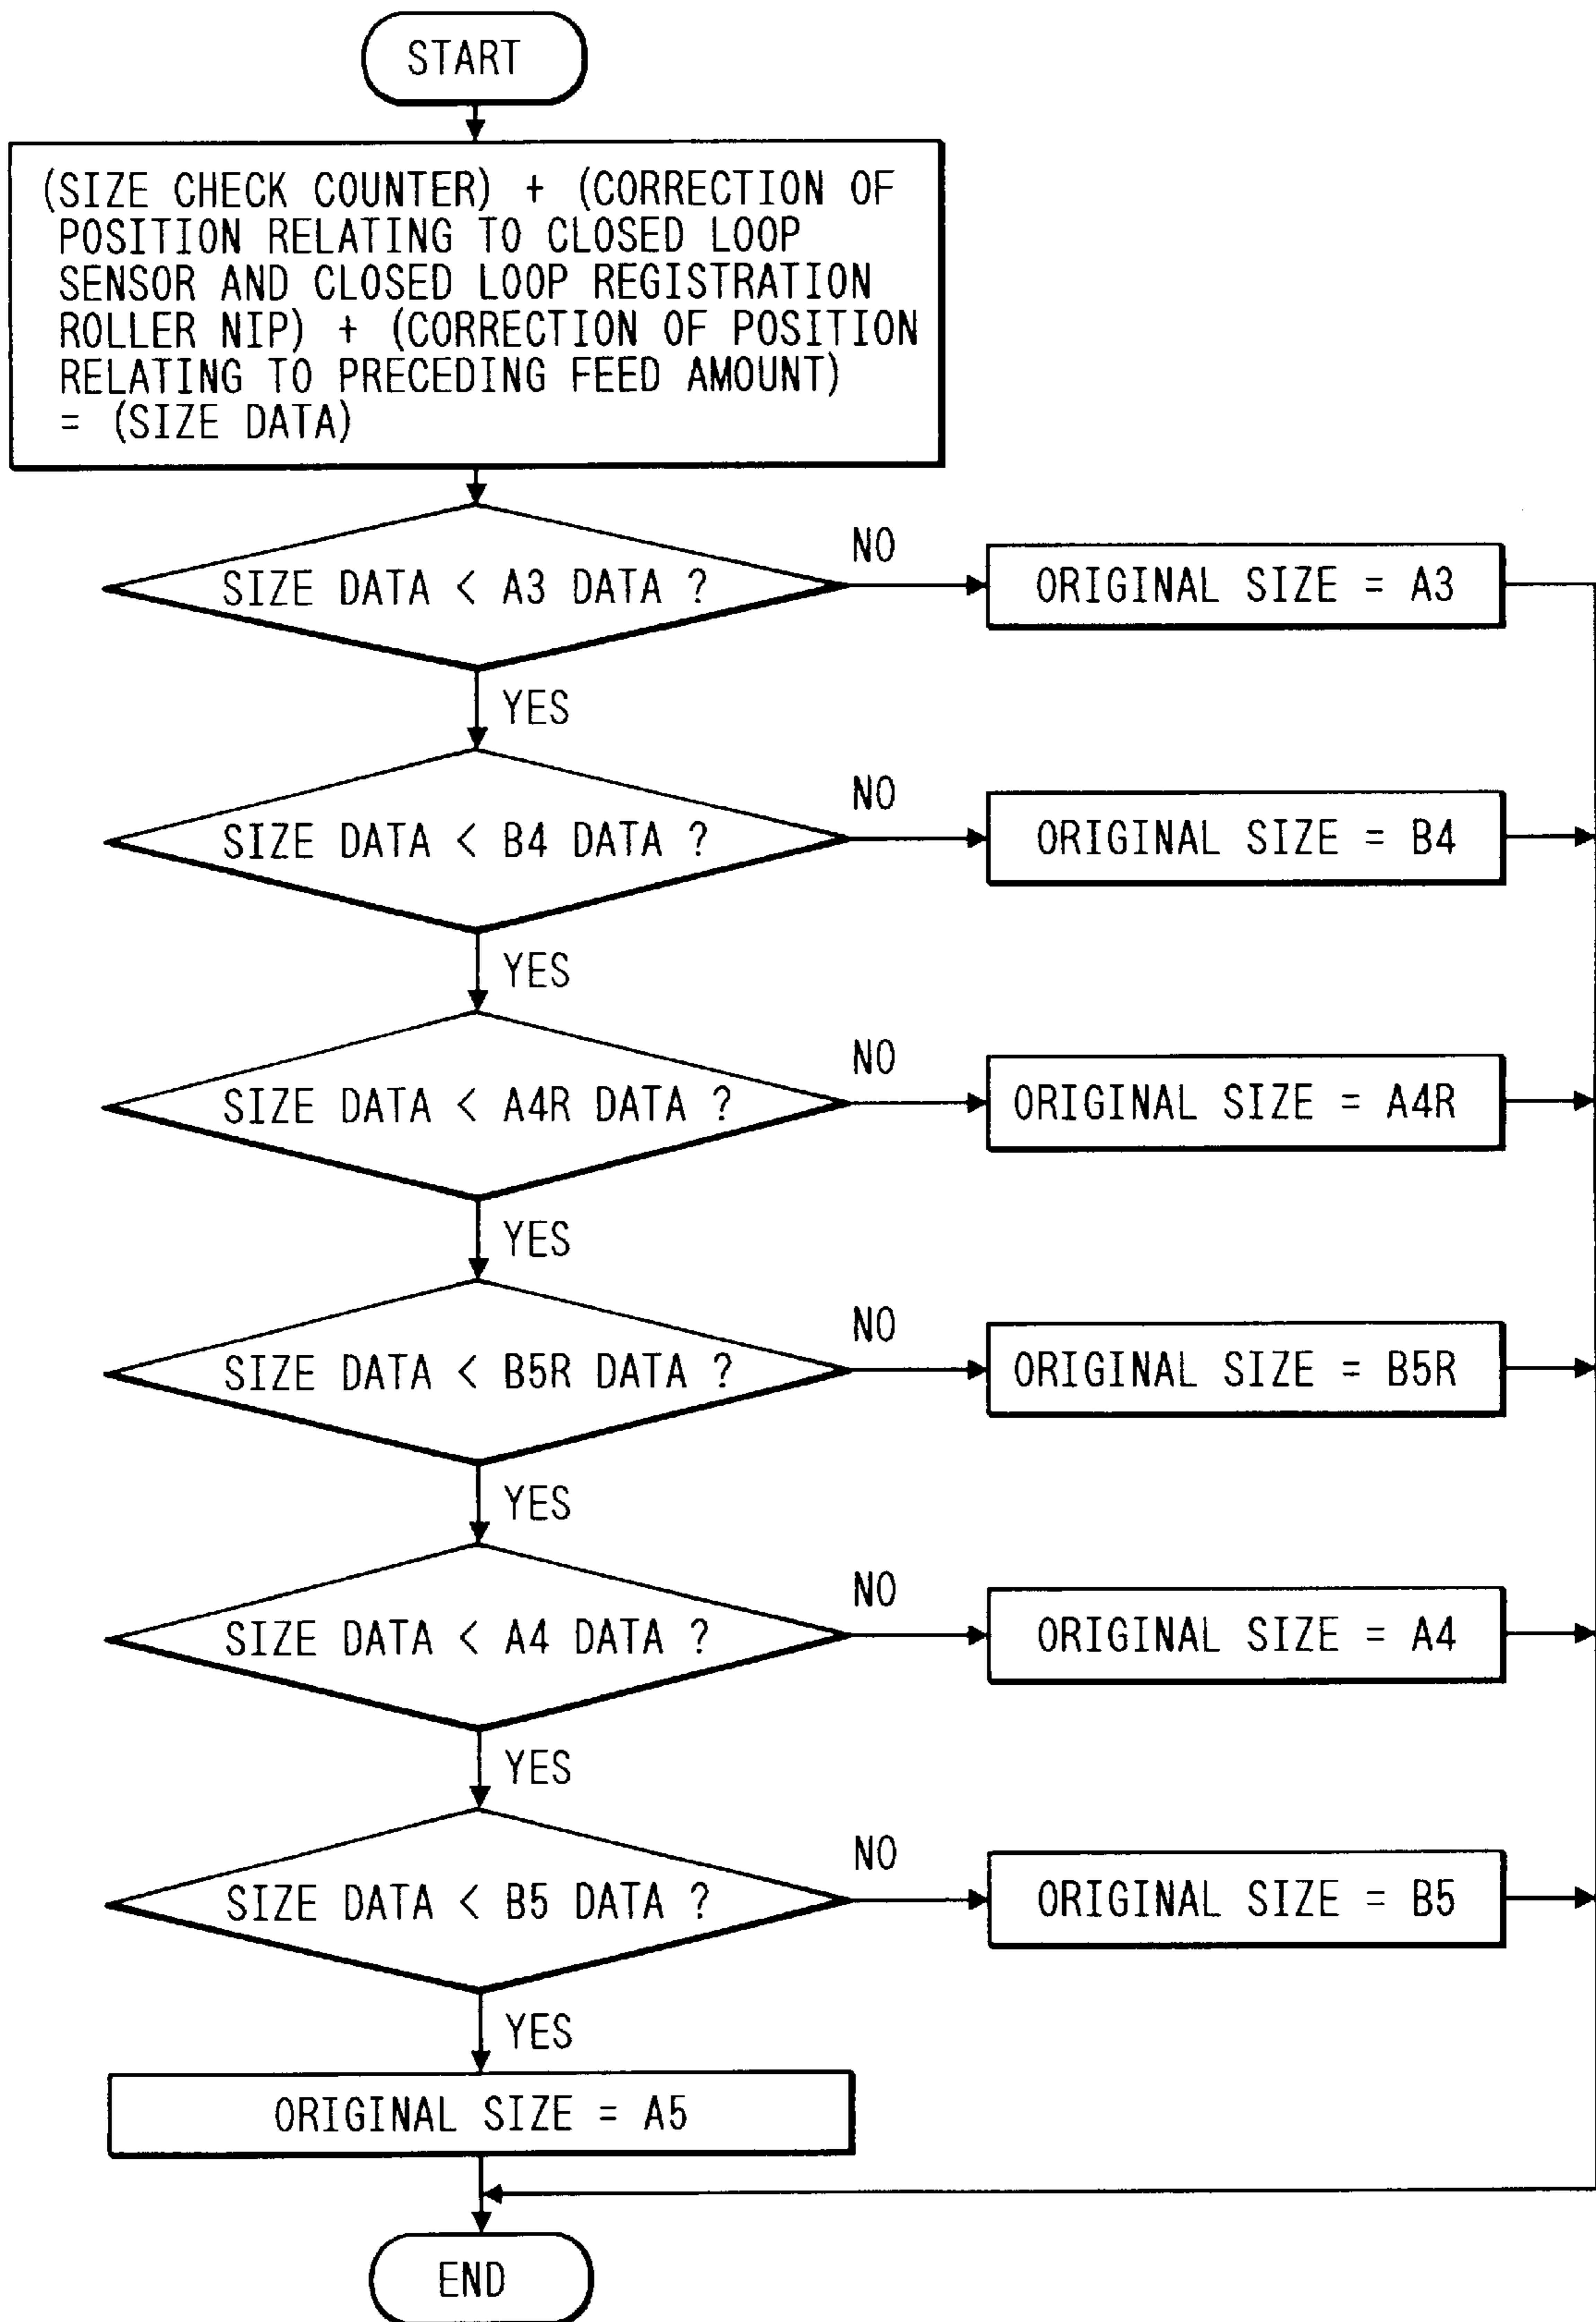 START
(SIZE CHECK COUNTER) + (CORRECTION OF
POSITION RELATING TO CLOSED LOOP
SENSOR AND CLOSED LOOP REGISTRATION
ROLLER NIP) + (CORRECTION OF POSITION
RELATING TO PRECEDING FEED AMOUNT)
= (SIZE DATA)
SIZE DATA < A3 DATA ?
NO
ORIGINAL SIZE = A3
YES
SIZE DATA < B4 DATA ?
NO
ORIGINAL SIZE = B4
YES
SIZE DATA < A4R DATA ?
NO
ORIGINAL SIZE = A4R
YES
SIZE DATA < B5R DATA ?
NO
ORIGINAL SIZE = B5R
YES
SIZE DATA < A4 DATA ?
NO
ORIGINAL SIZE = A4
YES
SIZE DATA < B5 DATA ?
NO
ORIGINAL SIZE = B5
YES
ORIGINAL SIZE = A5
END